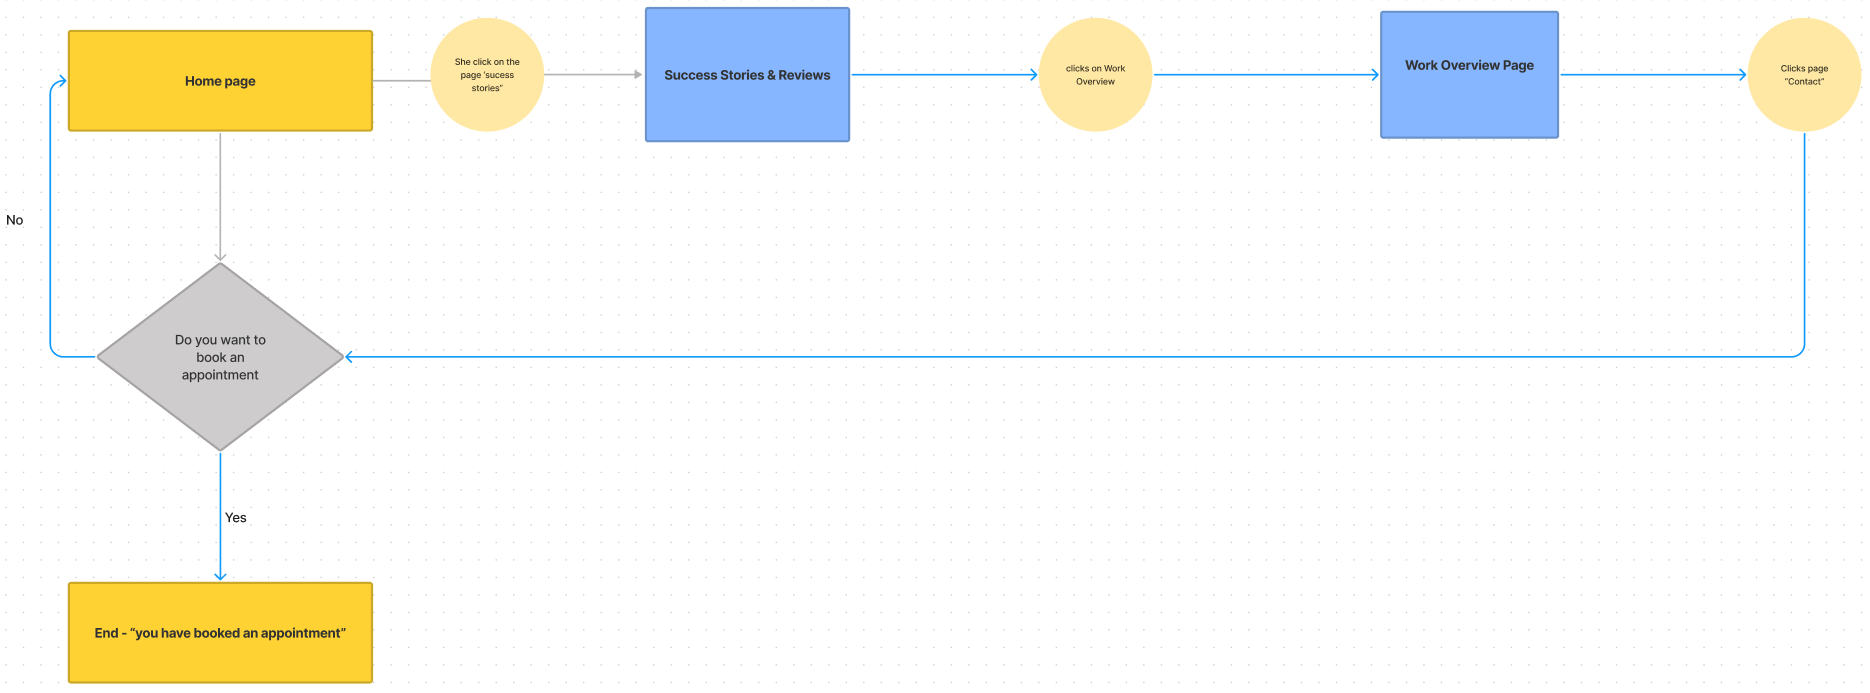 Home page
She click on the
page ‘sucess
stories”
Success Stories & Reviews
clicks on Work
Overview
Work Overview Page
Clicks page
“Contact”
No
Do you want to
book an
appointment
Yes
End - “you have booked an appointment”